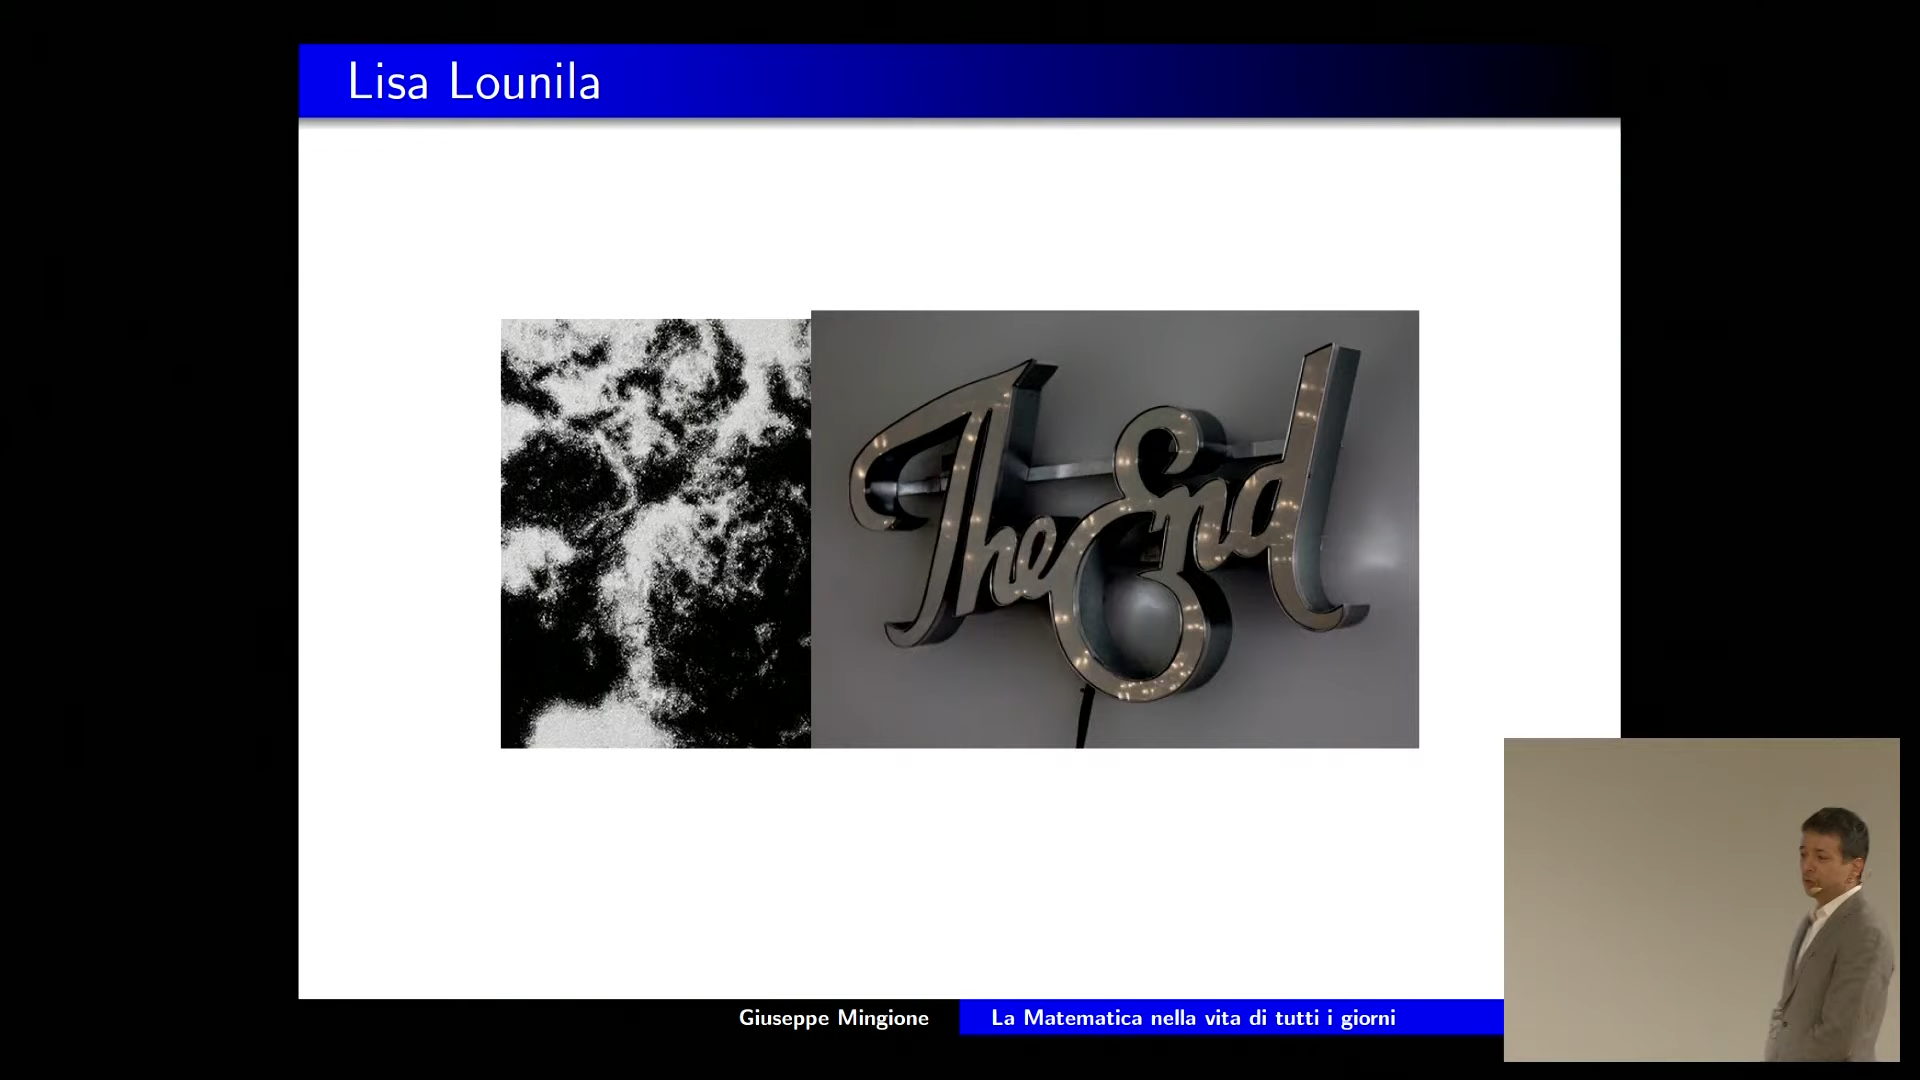 Lisa Lounila
The End
Giuseppe Mingione
La Matematica nella vita di tutti i giorni